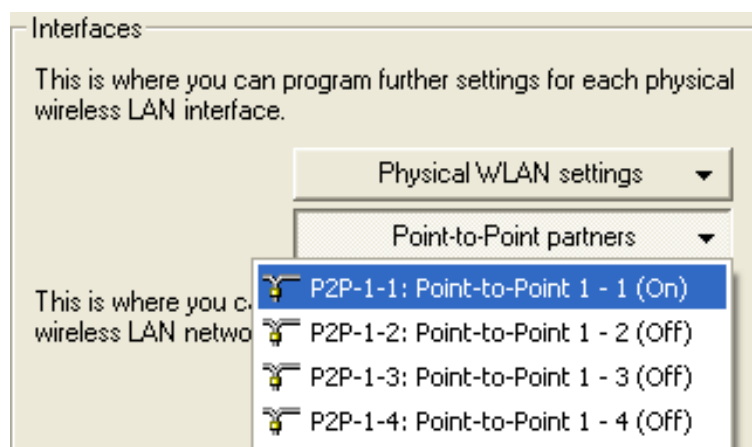 Interfaces
This is where you can program further settings for each physical
wireless LAN interface.
Physical WLAN settings
Point-to-Point partners
P2P-1-1: Point-to-Point 1 - 1 (On)
This is where you
wireless LAN
P2P-1-2: Point-to-Point 1 - 2 (Off)
P2P-1-3: Point-to-Point 1 - 3 (Off)
P2P-1-4: Point-to-Point 1 - 4 (Off)